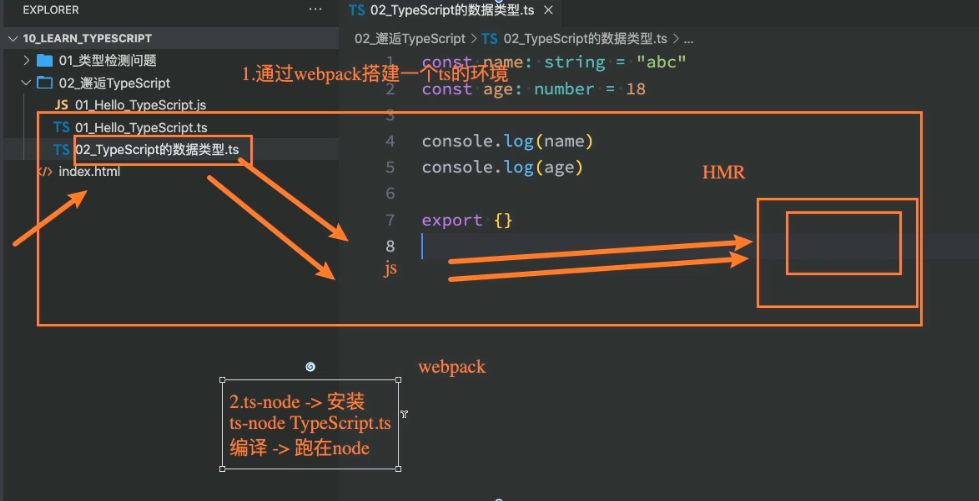 EXPLORER
···
10_LEARN_TYPESCRIPT
01_类型检测问题
02_邂逅TypeScript
JS 01_Hello_TypeScript.js
TS 01_Hello_TypeScript.ts
TS 02_TypeScript的数据类型.ts
index.html
TS 02_TypeScript的数据类型.ts ×
02_邂逅TypeScript > TS 02_TypeScript的数据类型.ts > ...
1.通过webpack搭建一个ts的环境
1 const name: string = "abc"
2 const age: number = 18
3
4 console.log(name)
5 console.log(age)
6
7 export {}
8
js
HMR
webpack
2.ts-node -> 安装
ts-node TypeScript.ts
编译 -> 跑在node